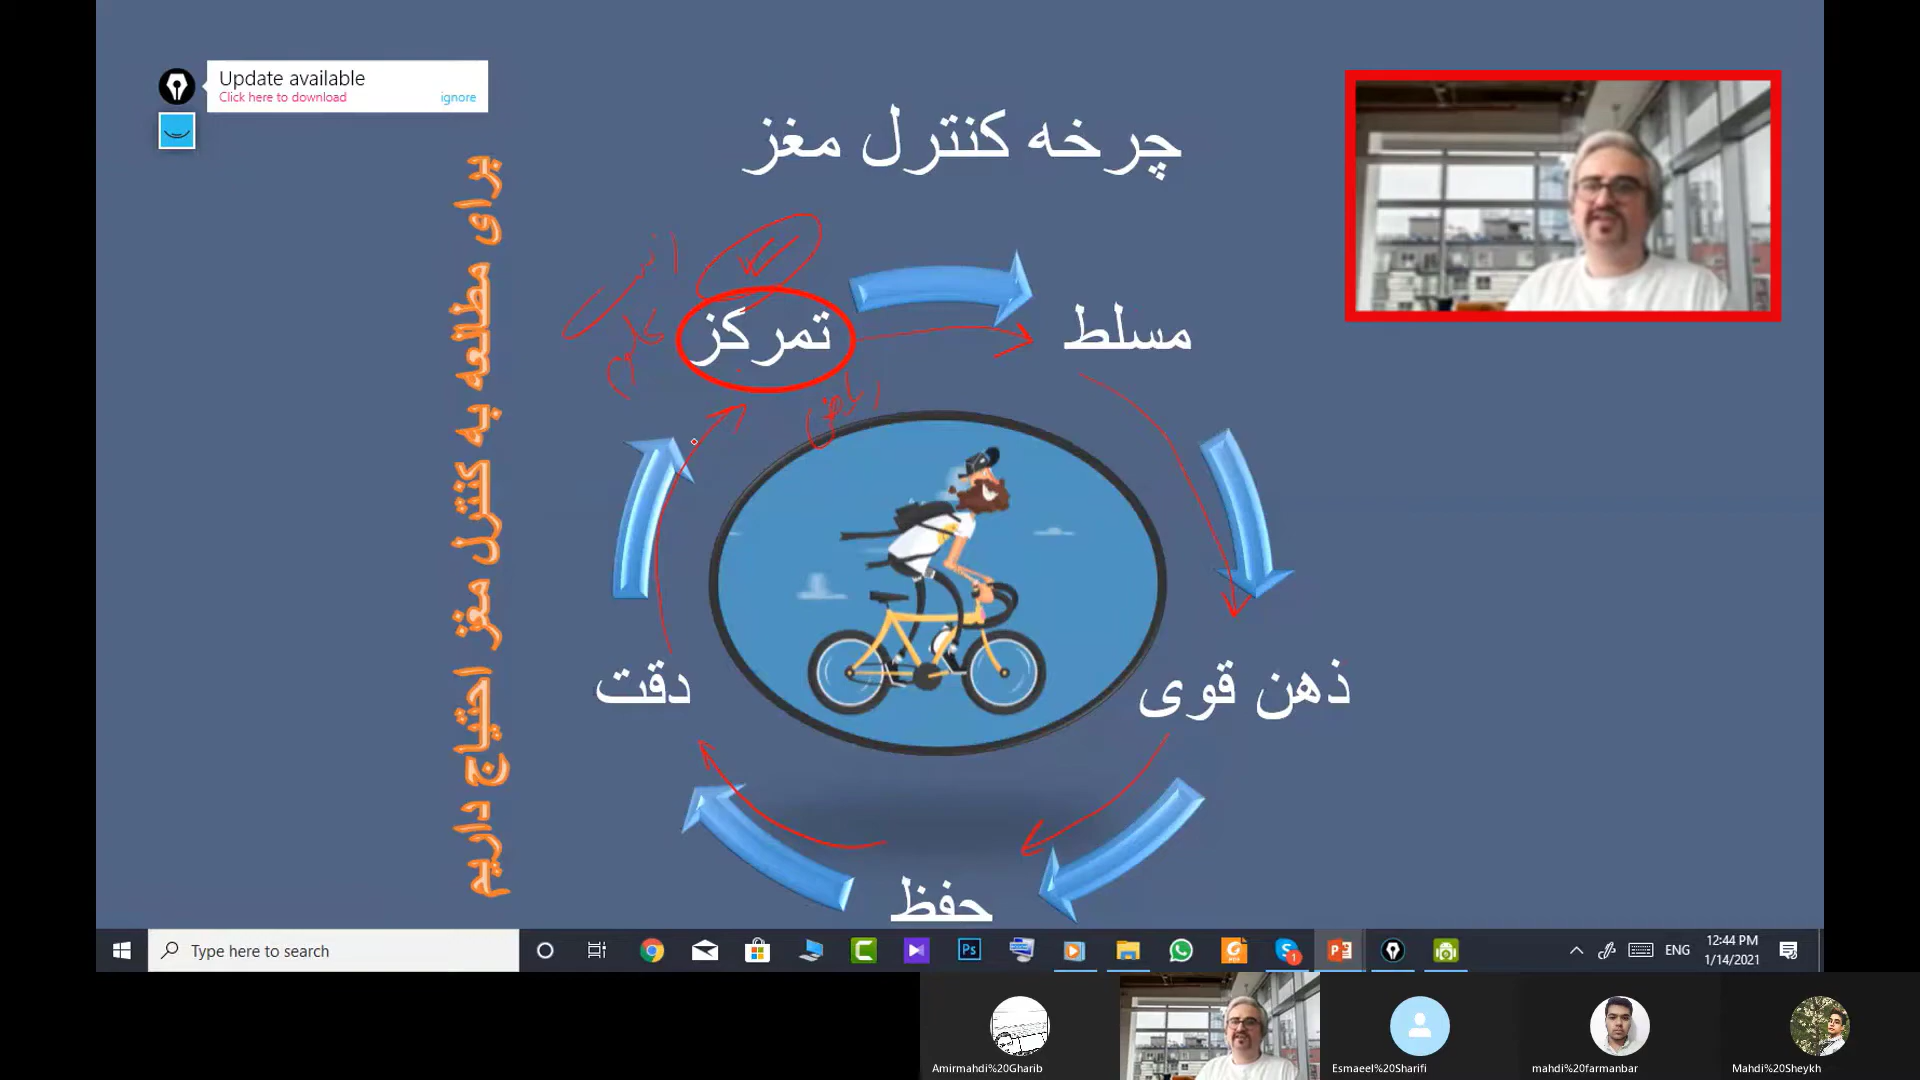 Update available
Click here to download
ignore
چرخه کنترل مغز
برای مطالعه به کنترل مغز احتیاج داریم
تمرکز
مسلط
ذهن قوی
حفظ
دقت
Type here to search
Ps
1
ENG
12:44 PM
1/14/2021
Amirmahdi%20Gharib
Esmaeel%20Sharifi
mahdi%20farmanbar
Mahdi%20Sheykh